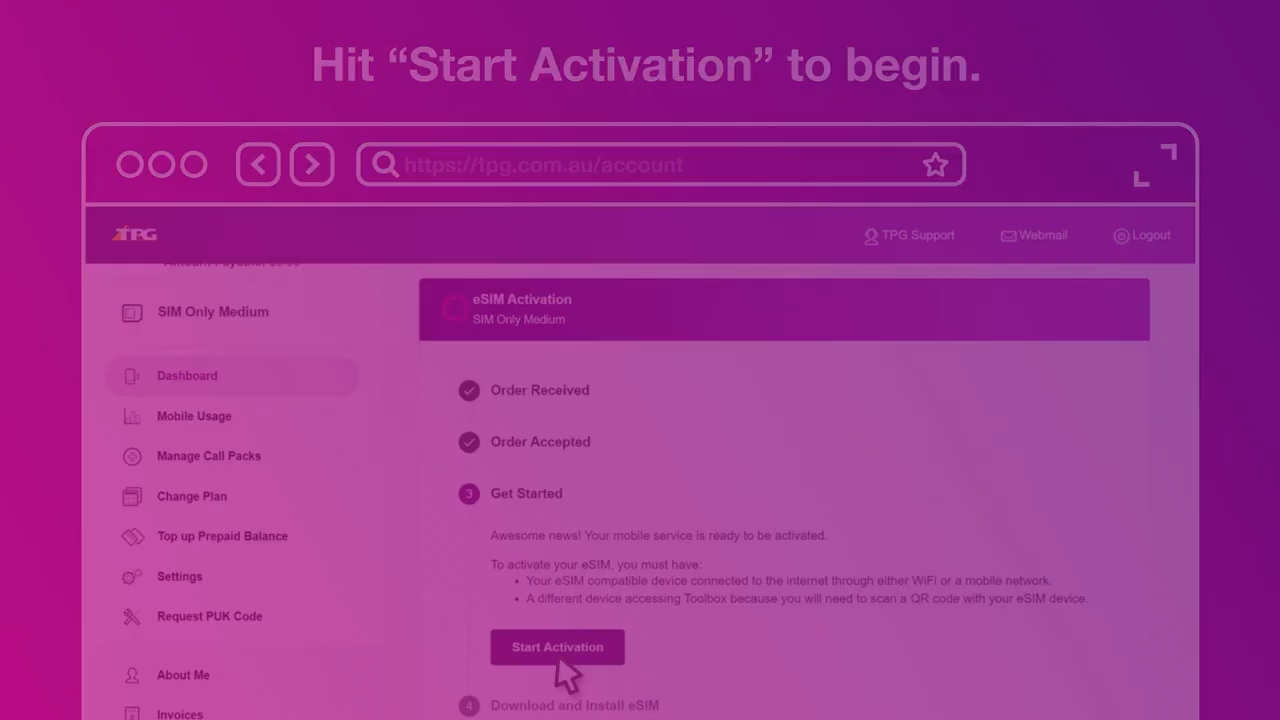 Hit “Start Activation” to begin.
https://tpg.com.au/account
TPG
TPG Support
Webmail
Logout
SIM Only Medium
Dashboard
Mobile Usage
Manage Call Packs
Change Plan
Top up Prepaid Balance
Settings
Request PUK Code
About Me
Invoices
eSIM Activation
SIM Only Medium
Order Received
Order Accepted
3 Get Started
Awesome news! Your mobile service is ready to be activated.
To activate your eSIM, you must have:
• Your eSIM compatible device connected to the internet through either WiFi or a mobile network.
• A different device accessing Toolbox because you will need to scan a QR code with your eSIM device.
Start Activation
4 Download and Install eSIM